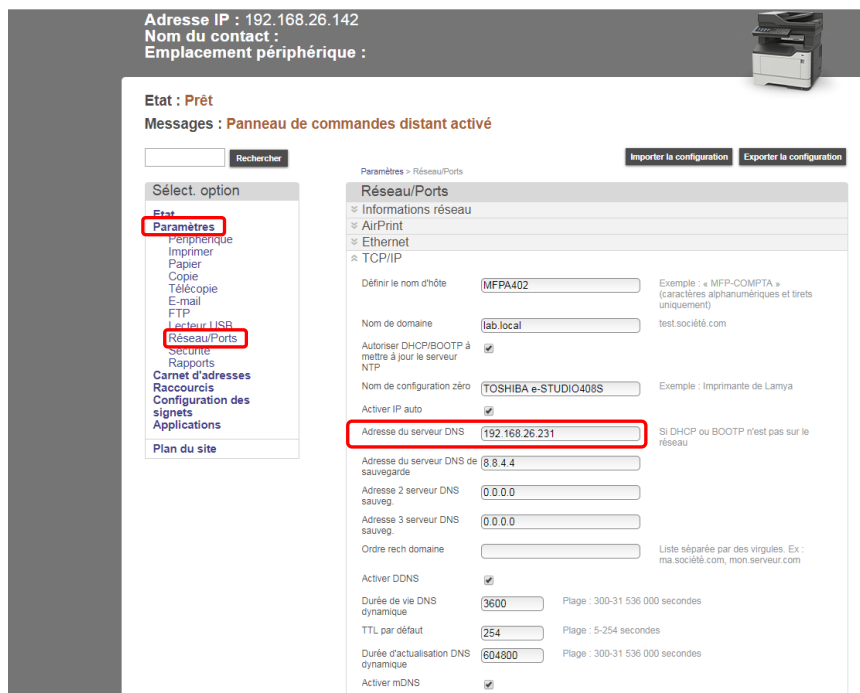 Adresse IP : 192.168.26.142
Nom du contact :
Emplacement périphérique :
Etat : Prêt
Messages : Panneau de commandes distant activé
Rechercher
Importer la configuration
Exporter la configuration
Paramètres > Réseau/Ports
Sélect. option
Etat
Paramètres
Périphérique
Imprimer
Papier
Copie
Télécopie
E-mail
FTP
Lecteur USB
Réseau/Ports
Sécurité
Rapports
Carnet d'adresses
Raccourcis
Configuration des
signets
Applications
Plan du site
Réseau/Ports
Informations réseau
AirPrint
Ethernet
TCP/IP
Définir le nom d'hôte
MFPA402
Exemple : « MFP-COMPTA »
(caractères alphanumériques et tirets
uniquement)
Nom de domaine
lab.local
test.société.com
Autoriser DHCP/BOOTP à
mettre à jour le serveur
NTP
Nom de configuration zéro
TOSHIBA e-STUDIO408S
Exemple : Imprimante de Lamya
Activer IP auto
Adresse du serveur DNS
192.168.26.231
Si DHCP ou BOOTP n'est pas sur le
réseau
Adresse du serveur DNS de
sauvegarde
8.8.4.4
Adresse 2 serveur DNS
sauveg.
0.0.0.0
Adresse 3 serveur DNS
sauveg.
0.0.0.0
Ordre rech domaine
Liste séparée par des virgules. Ex :
ma.société.com, mon.serveur.com
Activer DDNS
Durée de vie DNS
dynamique
3600
Plage : 300-31 536 000 secondes
TTL par défaut
254
Plage : 5-254 secondes
Durée d'actualisation DNS
dynamique
604800
Plage : 300-31 536 000 secondes
Activer mDNS